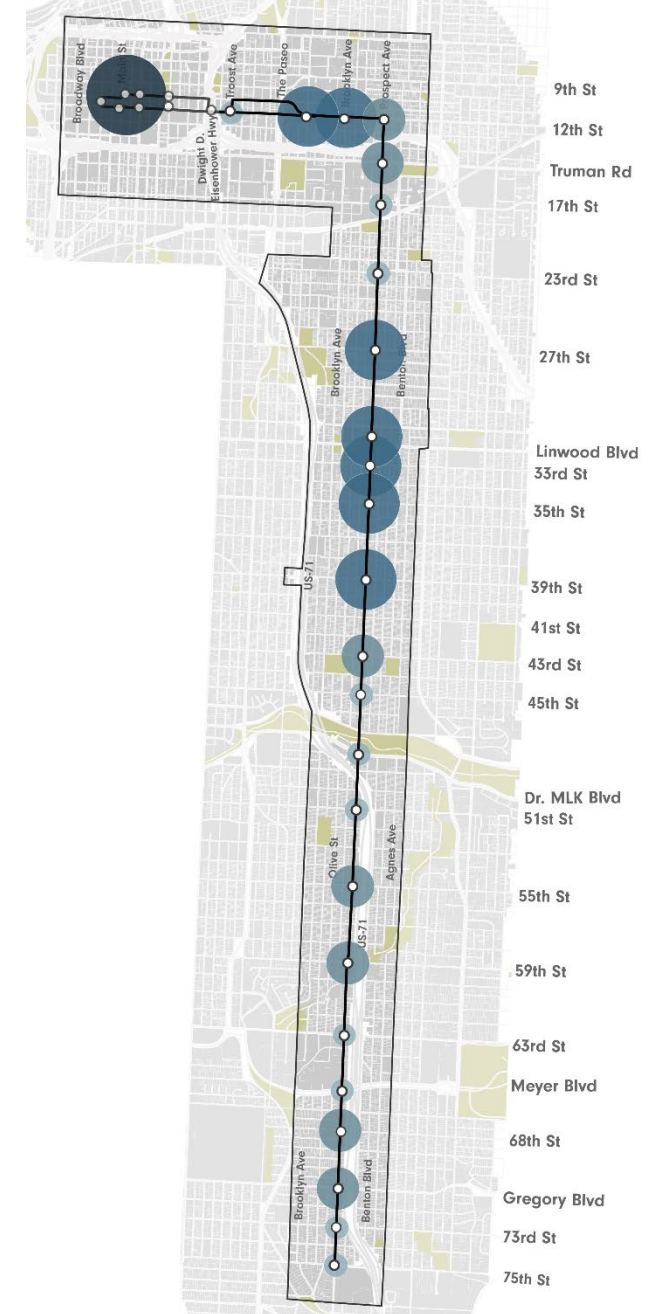 Broadway Blvd
Main St
Troost Ave
The Paseo
Brooklyn Ave
Prospect Ave
9th St
12th St
Dwight D.
Eisenhower Hwy
Truman Rd
17th St
23rd St
Brooklyn Ave
Benton Blvd
27th St
Linwood Blvd
33rd St
35th St
US-71
39th St
41st St
43rd St
45th St
Dr. MLK Blvd
51st St
Olive St
Agnes Ave
55th St
US-71
59th St
63rd St
Meyer Blvd
68th St
Brooklyn Ave
Benton Blvd
Gregory Blvd
73rd St
75th St